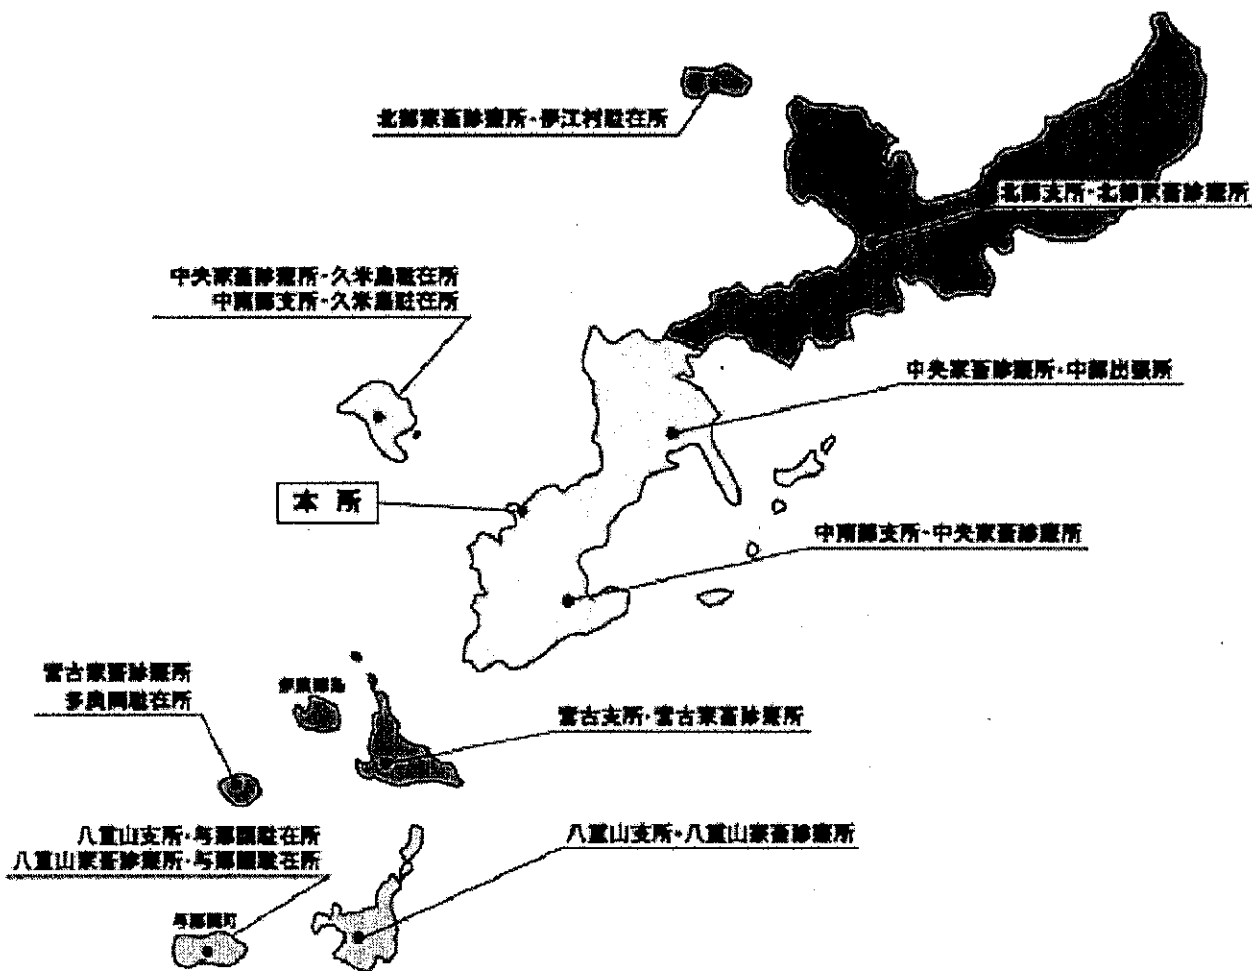 北部家畜診療所・伊江村駐在所
北部支所・北部家畜診療所
中央家畜診療所・久米島駐在所
中南部支所・久米島駐在所
中央家畜診療所・中部出張所
本所
中南部支所・中央家畜診療所
宮古家畜診療所
多良間駐在所
伊良部島
宮古支所・宮古家畜診療所
八重山支所・与那国駐在所
八重山家畜診療所・与那国駐在所
八重山支所・八重山家畜診療所
与那国町